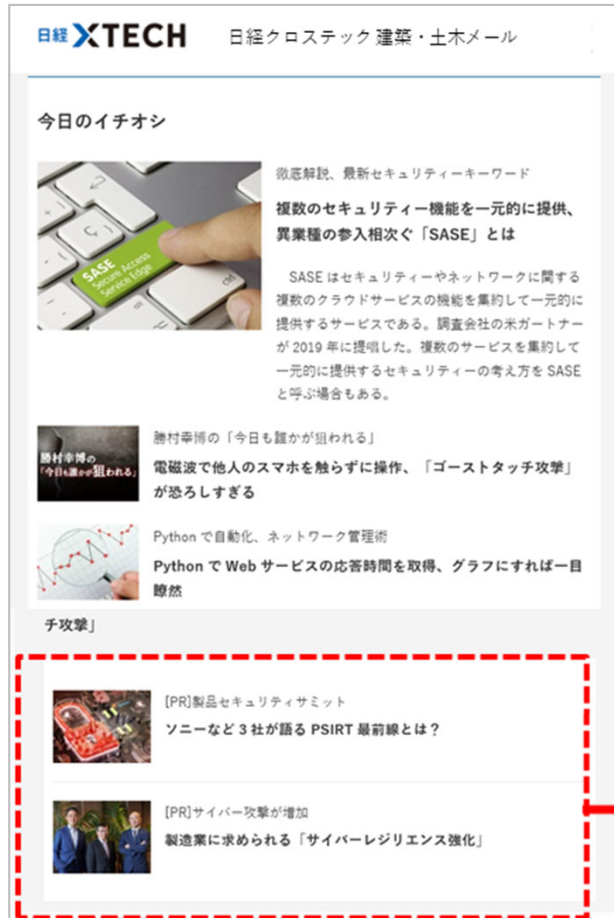 日経 XTECH 日経クロステック 建築・土木メール
今日のイチオシ
SASE
Secure Access
Service Edge
ctrl
徹底解説、最新セキュリティーキーワード
複数のセキュリティー機能を一元的に提供、
異業種の参入相次ぐ「SASE」とは
SASE はセキュリティーやネットワークに関する
複数のクラウドサービスの機能を集約して一元的に
提供するサービスである。調査会社の米ガートナー
が 2019 年に提唱した。複数のサービスを集約して
一元的に提供するセキュリティーの考え方を SASE
と呼ぶ場合もある。
勝村幸博の
「今日も誰かが狙われる」
勝村幸博の「今日も誰かが狙われる」
電磁波で他人のスマホを触らずに操作、「ゴーストタッチ攻撃」
が恐ろしすぎる
Python で自動化、ネットワーク管理術
Python で Web サービスの応答時間を取得、グラフにすれば一目
瞭然
チ攻撃」
[PR]製品セキュリティサミット
ソニーなど 3 社が語る PSIRT 最前線とは？
[PR]サイバー攻撃が増加
製造業に求められる「サイバーレジリエンス強化」